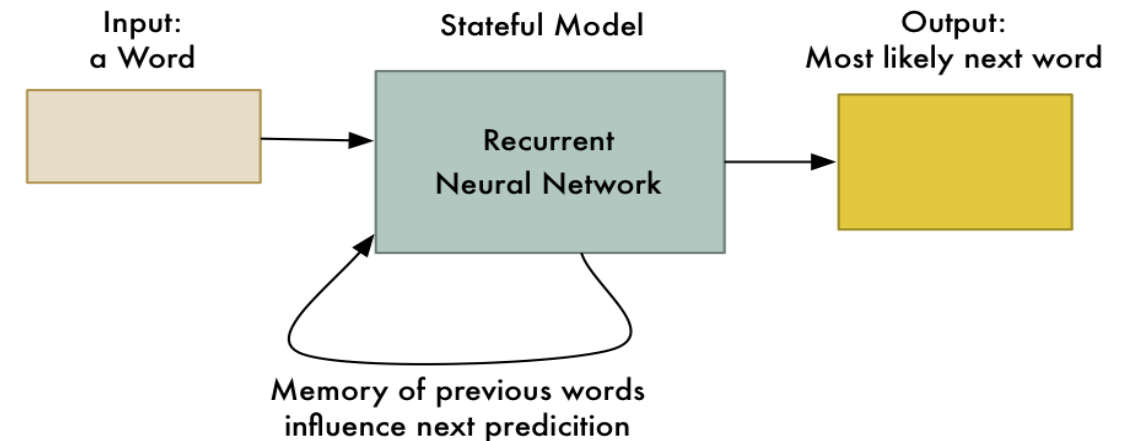 Input:
a Word
Stateful Model
Output:
Most likely next word
Recurrent
Neural Network
Memory of previous words
influence next predicition